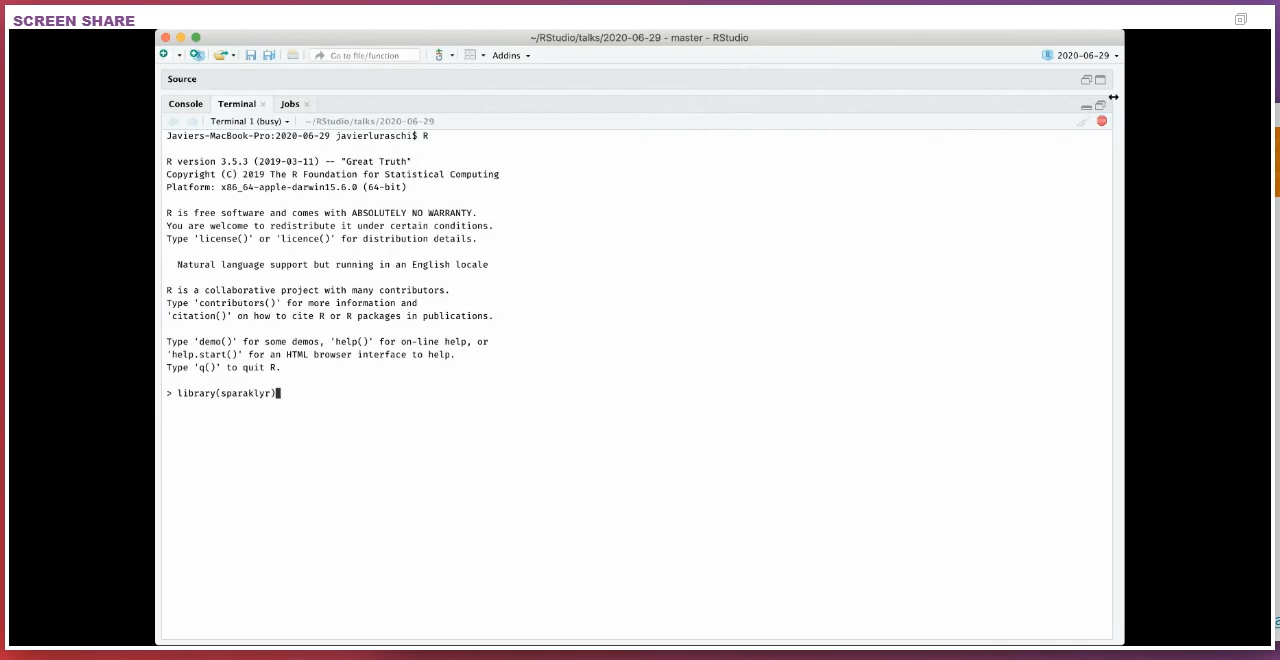 SCREEN SHARE
~/RStudio/talks/2020-06-29 - master - RStudio
Go to file/function
Addins
2020-06-29
Source
Console
Terminal
Jobs
Terminal 1 (busy)
~/RStudio/talks/2020-06-29
Javiers-MacBook-Pro:2020-06-29 javierluraschi$ R
R version 3.5.3 (2019-03-11) -- "Great Truth"
Copyright (C) 2019 The R Foundation for Statistical Computing
Platform: x86_64-apple-darwin15.6.0 (64-bit)
R is free software and comes with ABSOLUTELY NO WARRANTY.
You are welcome to redistribute it under certain conditions.
Type 'license()' or 'licence()' for distribution details.
Natural language support but running in an English locale
R is a collaborative project with many contributors.
Type 'contributors()' for more information and
'citation()' on how to cite R or R packages in publications.
Type 'demo()' for some demos, 'help()' for on-line help, or
'help.start()' for an HTML browser interface to help.
Type 'q()' to quit R.
> library(sparaklyr)